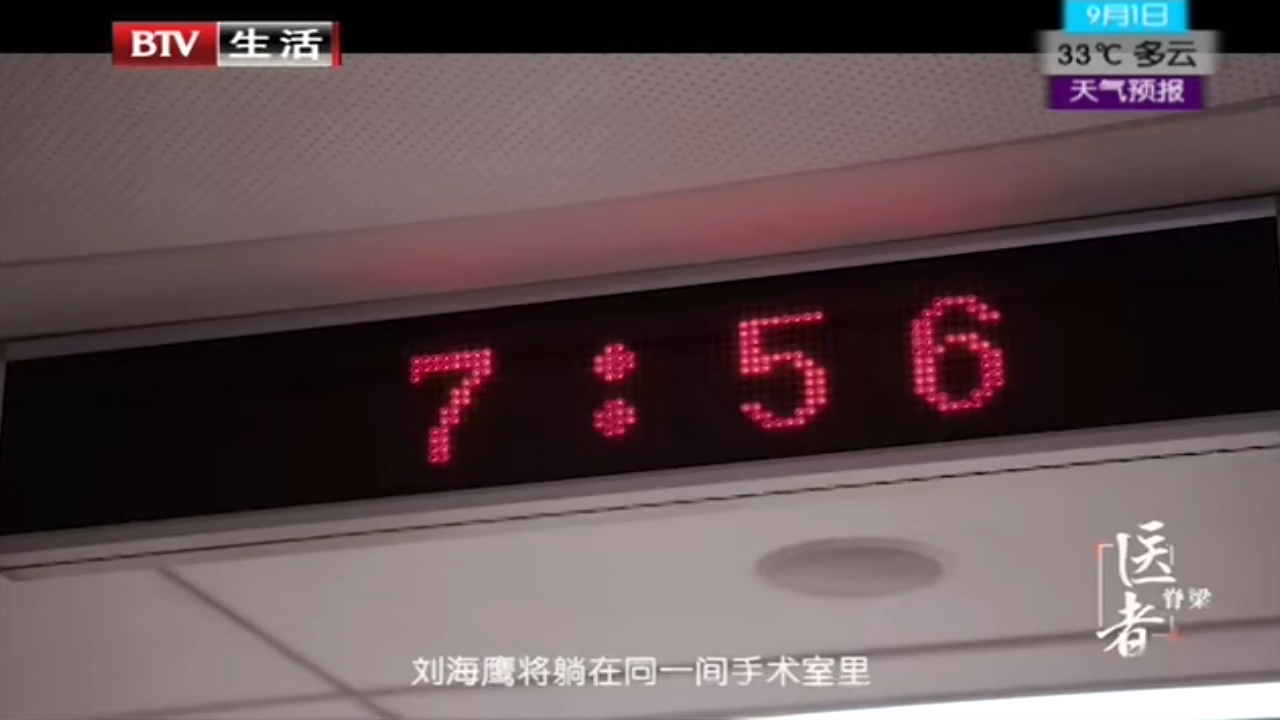 BTV 生活
9月1日
33℃ 多云
天气预报
7:56
医者
脊梁
刘海鹰将躺在同一间手术室里